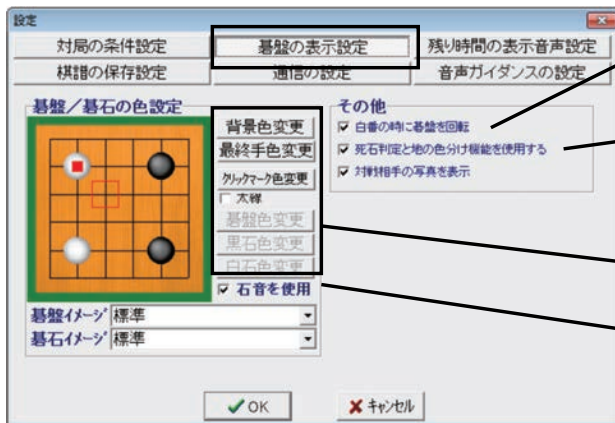 設定
対局の条件設定
碁盤の表示設定
残り時間の表示音声設定
棋譜の保存設定
通信の設定
音声ガイダンスの設定
碁盤/碁石の色設定
背景色変更
最終手色変更
クリックマーク色変更
太線
碁盤色変更
黒石色変更
白石色変更
石音を使用
碁盤イメージ 標準
碁石イメージ 標準
その他
白番の時に碁盤を回転
死石判定と地の色分け機能を使用する
対戦相手の写真を表示
OK
キャンセル